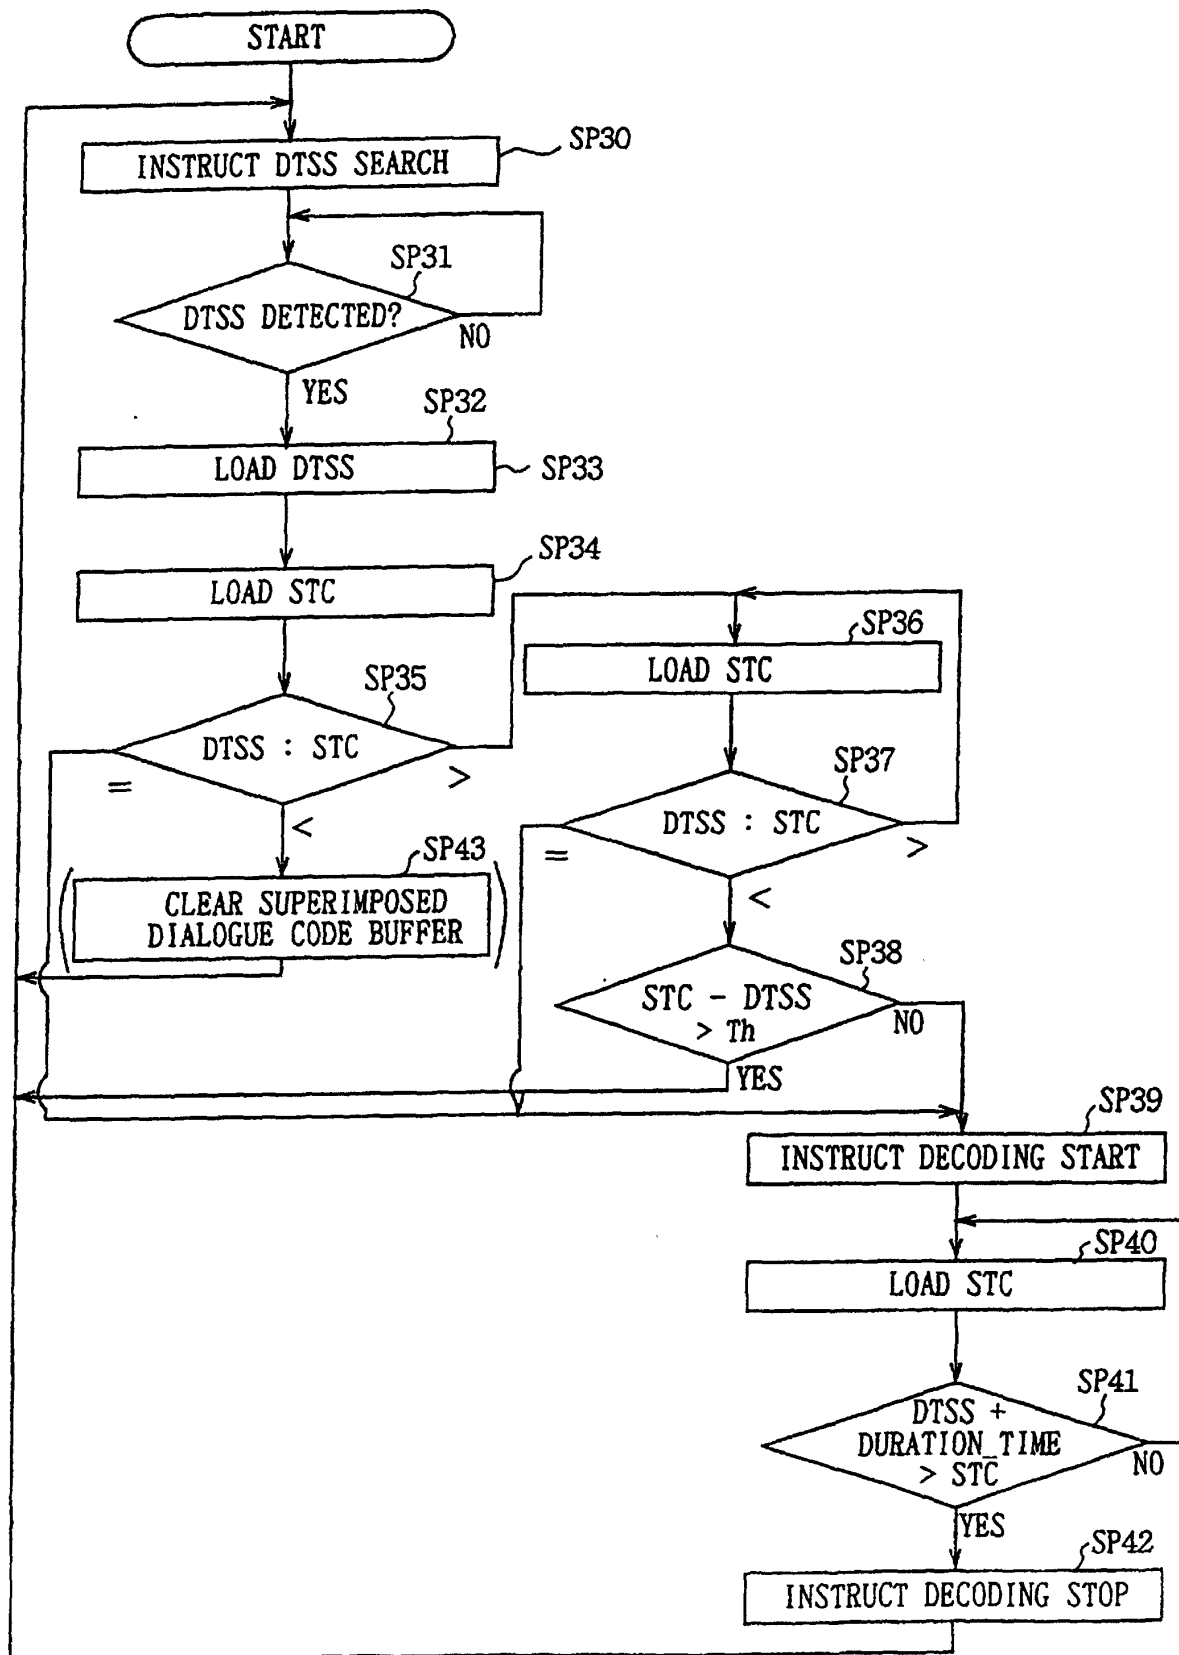 START
SP30
INSTRUCT DTSS SEARCH
SP31
DTSS DETECTED?
NO
YES
SP32
LOAD DTSS
SP33
SP34
LOAD STC
SP35
DTSS : STC
=
>
<
SP43
CLEAR SUPERIMPOSED
DIALOGUE CODE BUFFER
SP36
LOAD STC
SP37
DTSS : STC
=
>
<
SP38
STC - DTSS
> Th
NO
YES
SP39
INSTRUCT DECODING START
SP40
LOAD STC
SP41
DTSS +
DURATION_TIME
> STC
NO
YES
SP42
INSTRUCT DECODING STOP